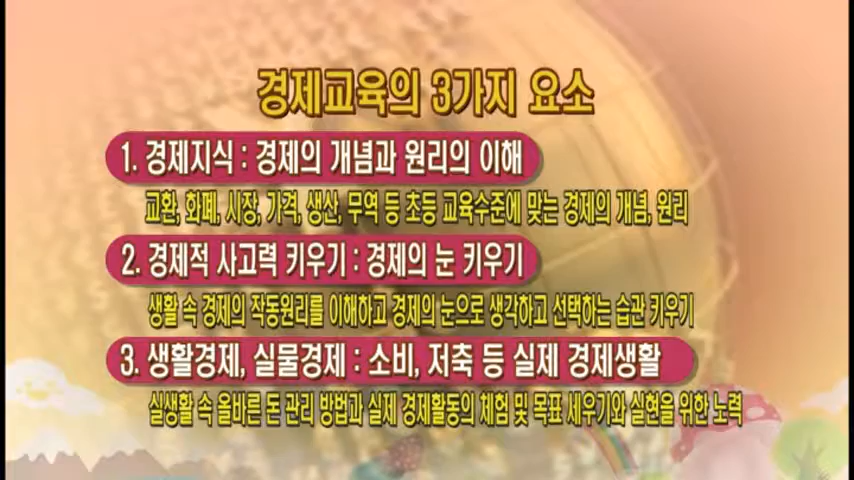 경제교육의 3가지 요소
1. 경제지식 : 경제의 개념과 원리의 이해
교환, 화폐, 시장, 가격, 생산, 무역 등 초등 교육수준에 맞는 경제의 개념, 원리
2. 경제적 사고력 키우기 : 경제의 눈 키우기
생활 속 경제의 작동원리를 이해하고 경제의 눈으로 생각하고 선택하는 습관 키우기
3. 생활경제, 실물경제 : 소비, 저축 등 실제 경제생활
실생활 속 올바른 돈 관리 방법과 실제 경제활동의 체험 및 목표 세우기와 실현을 위한 노력